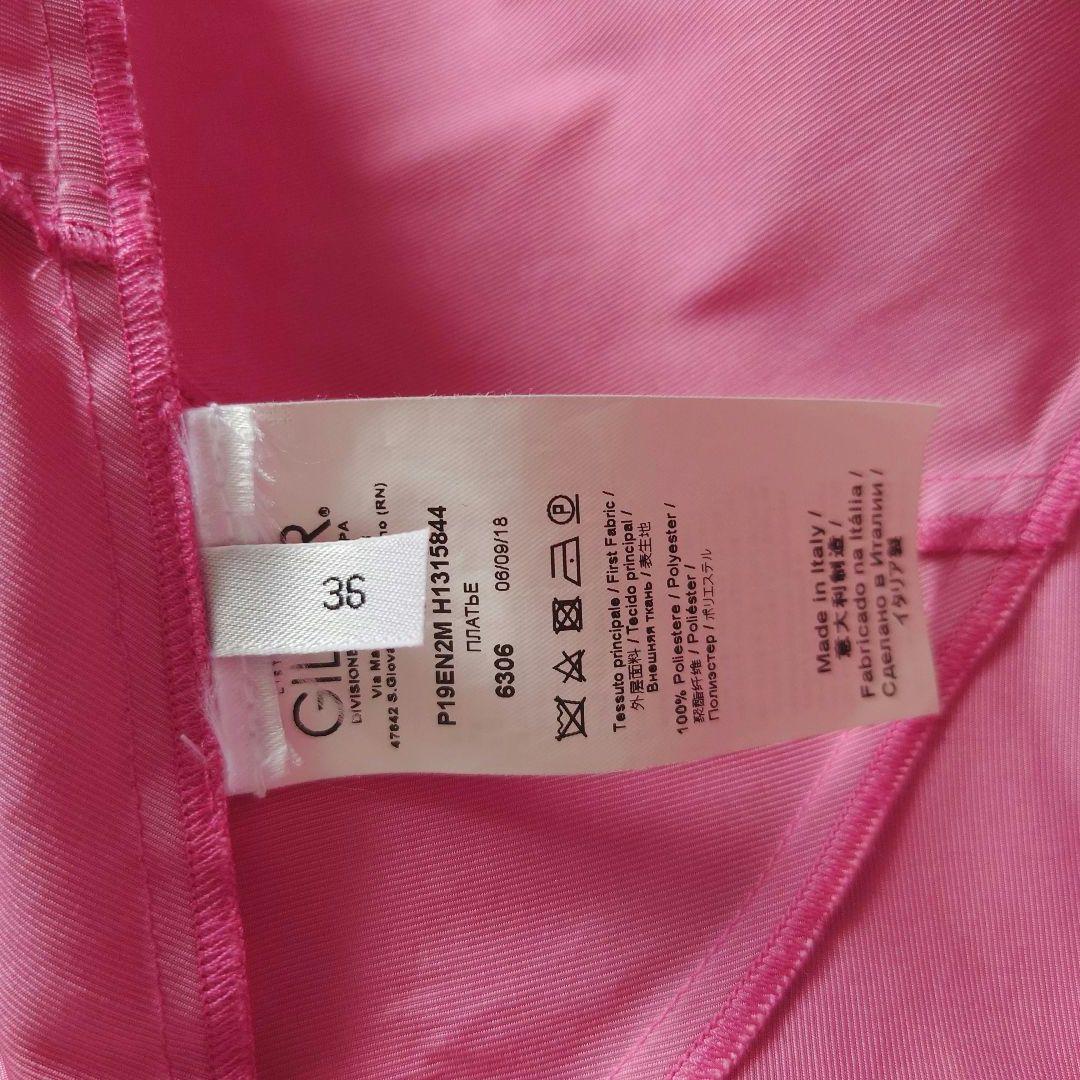 36
GIL R®
DIVISIONE PA
Via Ma
47842 S.Giova no (RN)
P19EN2M H1315844
ПЛАТЬЕ
6306 06/09/18
Tessuto principale / First Fabric /
外层面料 / Tecido principal /
Внешняя ткань / 表生地
100% Poliestere / Polyester /
聚酯纤维 / Poliéster /
Полиэстер / ポリエステル
Made in Italy /
意大利制造 /
Fabricado na Itália /
Сделано в Италии /
イタリア製